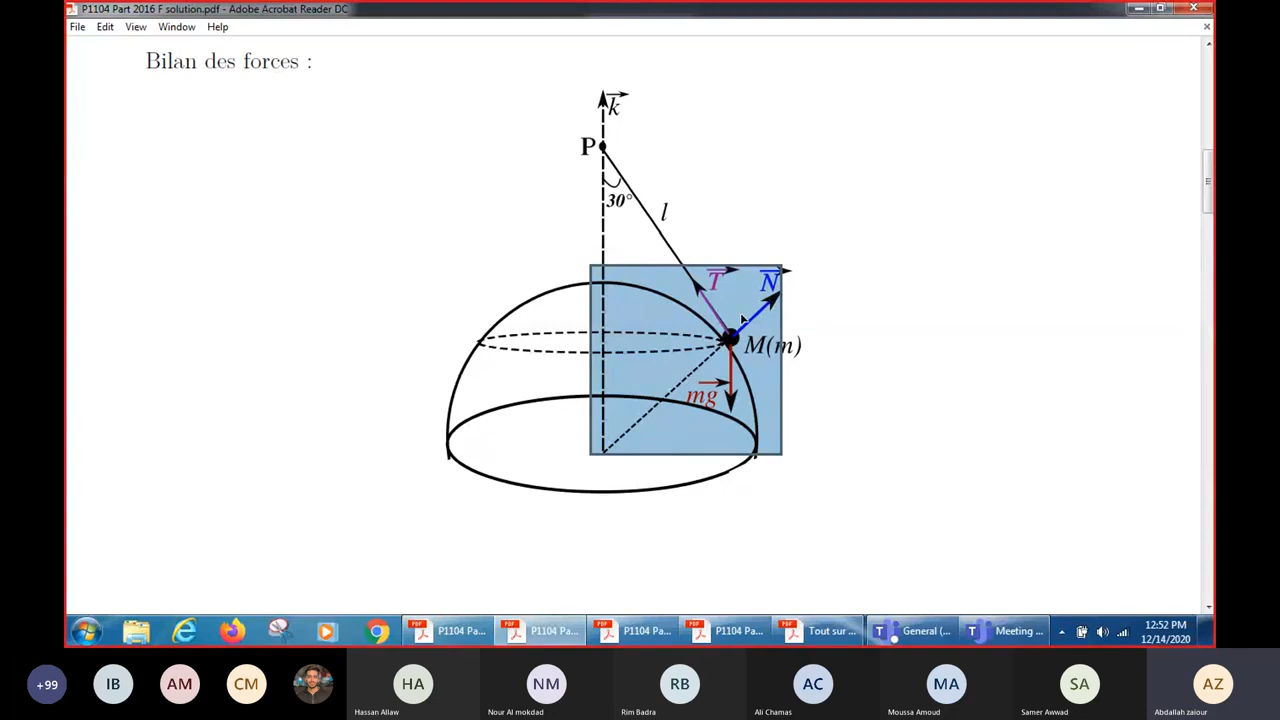 P1104 Part 2016 F solution.pdf - Adobe Acrobat Reader DC
File Edit View Window Help
Bilan des forces :
k
P
30°
l
T
N
M(m)
mg
P1104 Pa...
P1104 Pa...
P1104 Pa...
P1104 Pa...
Tout sur ...
General (...
Meeting ...
12:52 PM
12/14/2020
+99
IB
AM
CM
HA
Hassan Allaw
NM
Nour Al mokdad
RB
Rim Badra
AC
Ali Chamas
MA
Moussa Amoud
SA
Samer Awwad
AZ
Abdallah zaiour